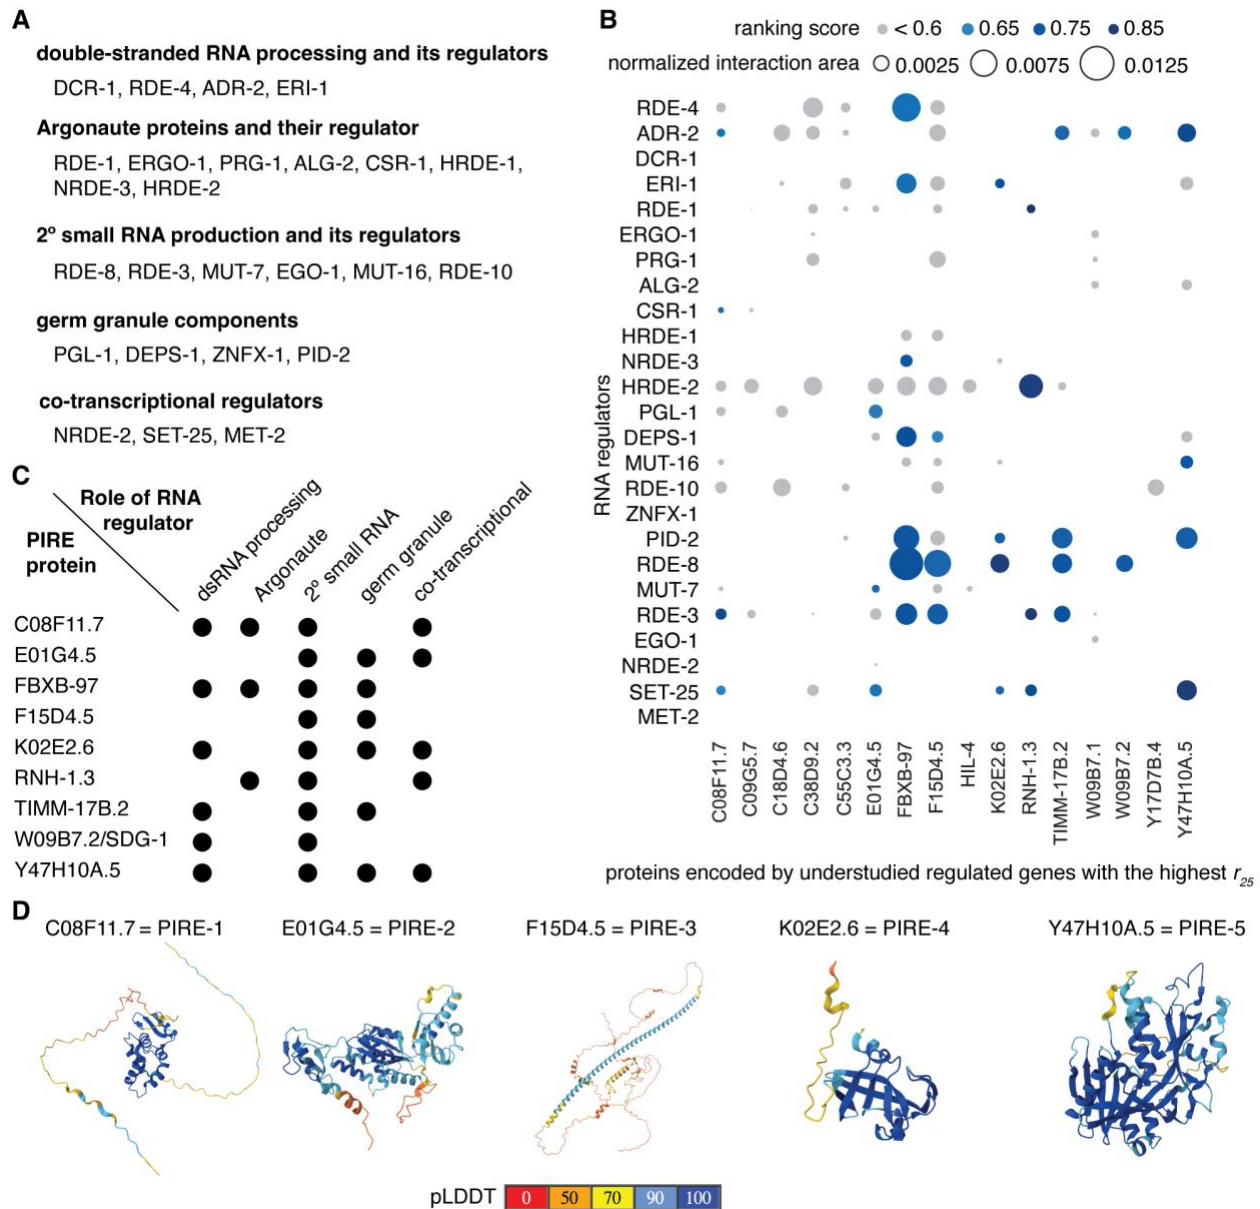 A
double-stranded RNA processing and its regulators
DCR-1, RDE-4, ADR-2, ERI-1
Argonaute proteins and their regulator
RDE-1, ERGO-1, PRG-1, ALG-2, CSR-1, HRDE-1,
NRDE-3, HRDE-2
2º small RNA production and its regulators
RDE-8, RDE-3, MUT-7, EGO-1, MUT-16, RDE-10
germ granule components
PGL-1, DEPS-1, ZNFX-1, PID-2
co-transcriptional regulators
NRDE-2, SET-25, MET-2
B
ranking score < 0.6 0.65 0.75 0.85
normalized interaction area 0.0025 0.0075 0.0125
RNA regulators
RDE-4
ADR-2
DCR-1
ERI-1
RDE-1
ERGO-1
PRG-1
ALG-2
CSR-1
HRDE-1
NRDE-3
HRDE-2
PGL-1
DEPS-1
MUT-16
RDE-10
ZNFX-1
PID-2
RDE-8
MUT-7
RDE-3
EGO-1
NRDE-2
SET-25
MET-2
C08F11.7
C09G5.7
C18D4.6
C38D9.2
C55C3.3
E01G4.5
FBXB-97
F15D4.5
HIL-4
K02E2.6
RNH-1.3
TIMM-17B.2
W09B7.1
W09B7.2
Y17D7B.4
Y47H10A.5
proteins encoded by understudied regulated genes with the highest r25
C
Role of RNA
regulator
PIRE
protein
dsRNA processing
Argonaute
2º small RNA
germ granule
co-transcriptional
C08F11.7
E01G4.5
FBXB-97
F15D4.5
K02E2.6
RNH-1.3
TIMM-17B.2
W09B7.2/SDG-1
Y47H10A.5
D
C08F11.7 = PIRE-1
E01G4.5 = PIRE-2
F15D4.5 = PIRE-3
K02E2.6 = PIRE-4
Y47H10A.5 = PIRE-5
pLDDT 0 50 70 90 100